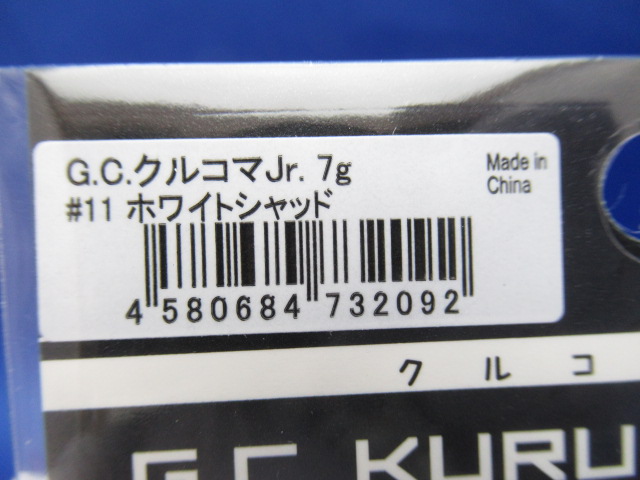 G.C.クルコマJr. 7g
Made in
China
#11 ホワイトシャッド
4 580684 732092
クルコ
G.C. KURU